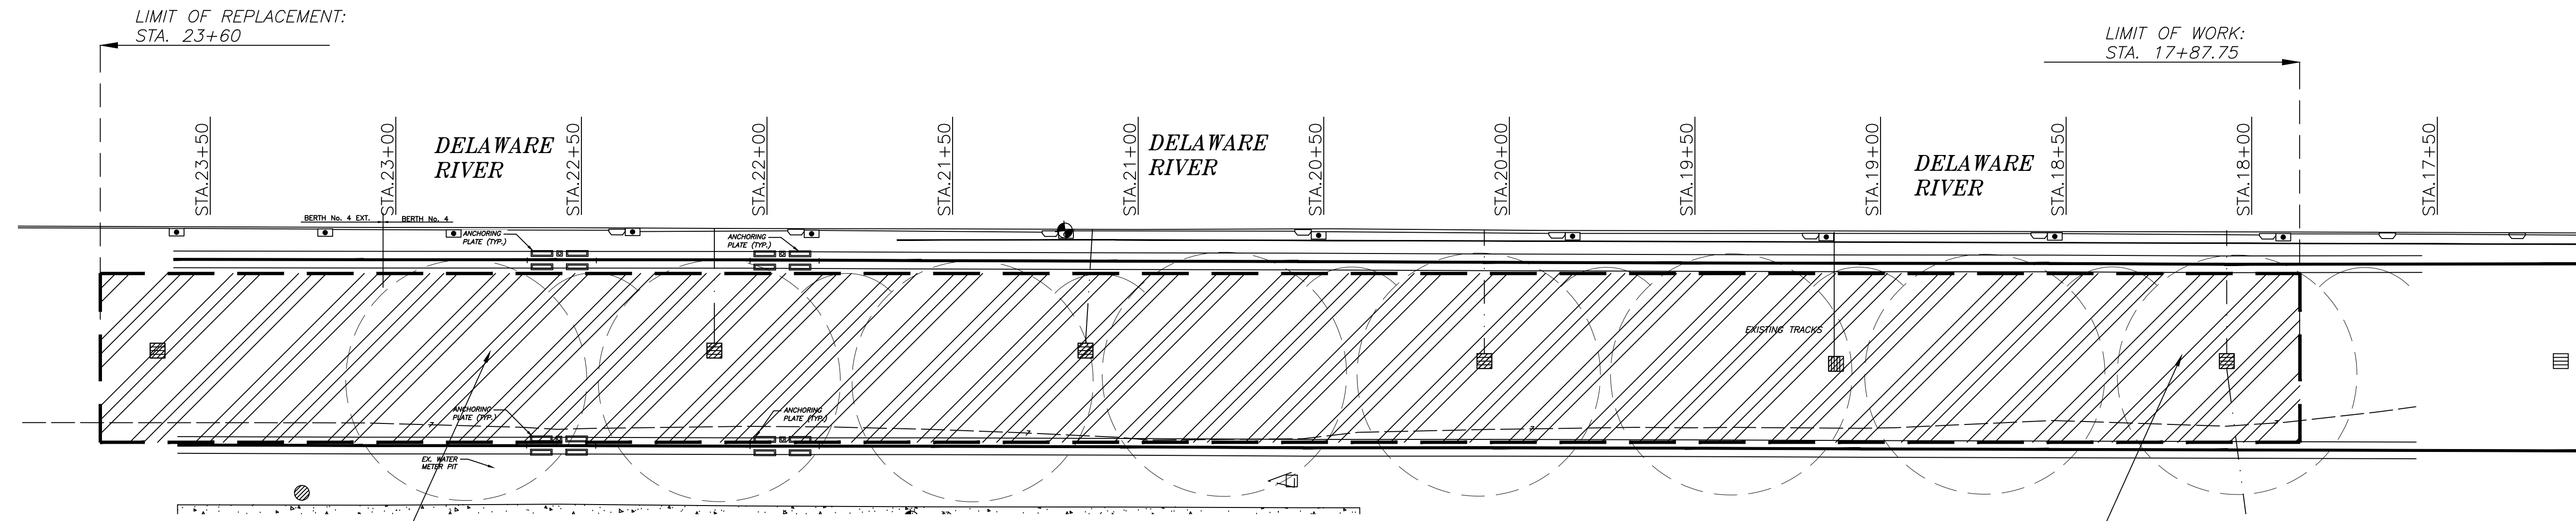 LIMIT OF REPLACEMENT:
STA. 23+60
LIMIT OF WORK:
STA. 17+87.75
STA.23+50
STA.23+00
STA.22+50
STA.22+00
STA.21+50
STA.21+00
STA.20+50
STA.20+00
STA.19+50
STA.19+00
STA.18+50
STA.18+00
STA.17+50
DELAWARE
RIVER
DELAWARE
RIVER
DELAWARE
RIVER
BERTH No. 4 EXT.
BERTH No. 4
ANCHORING
PLATE (TYP.)
ANCHORING
PLATE (TYP.)
EXISTING TRACKS
ANCHORING
PLATE (TYP.)
ANCHORING
PLATE (TYP.)
EX. WATER
METER PIT